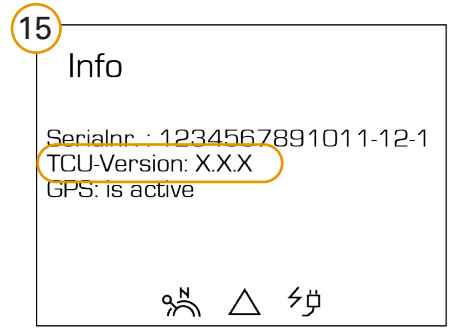 15
Info
Serialnr. : 1234567891011-12-1
TCU-Version: X.X.X
GPS: is active
N